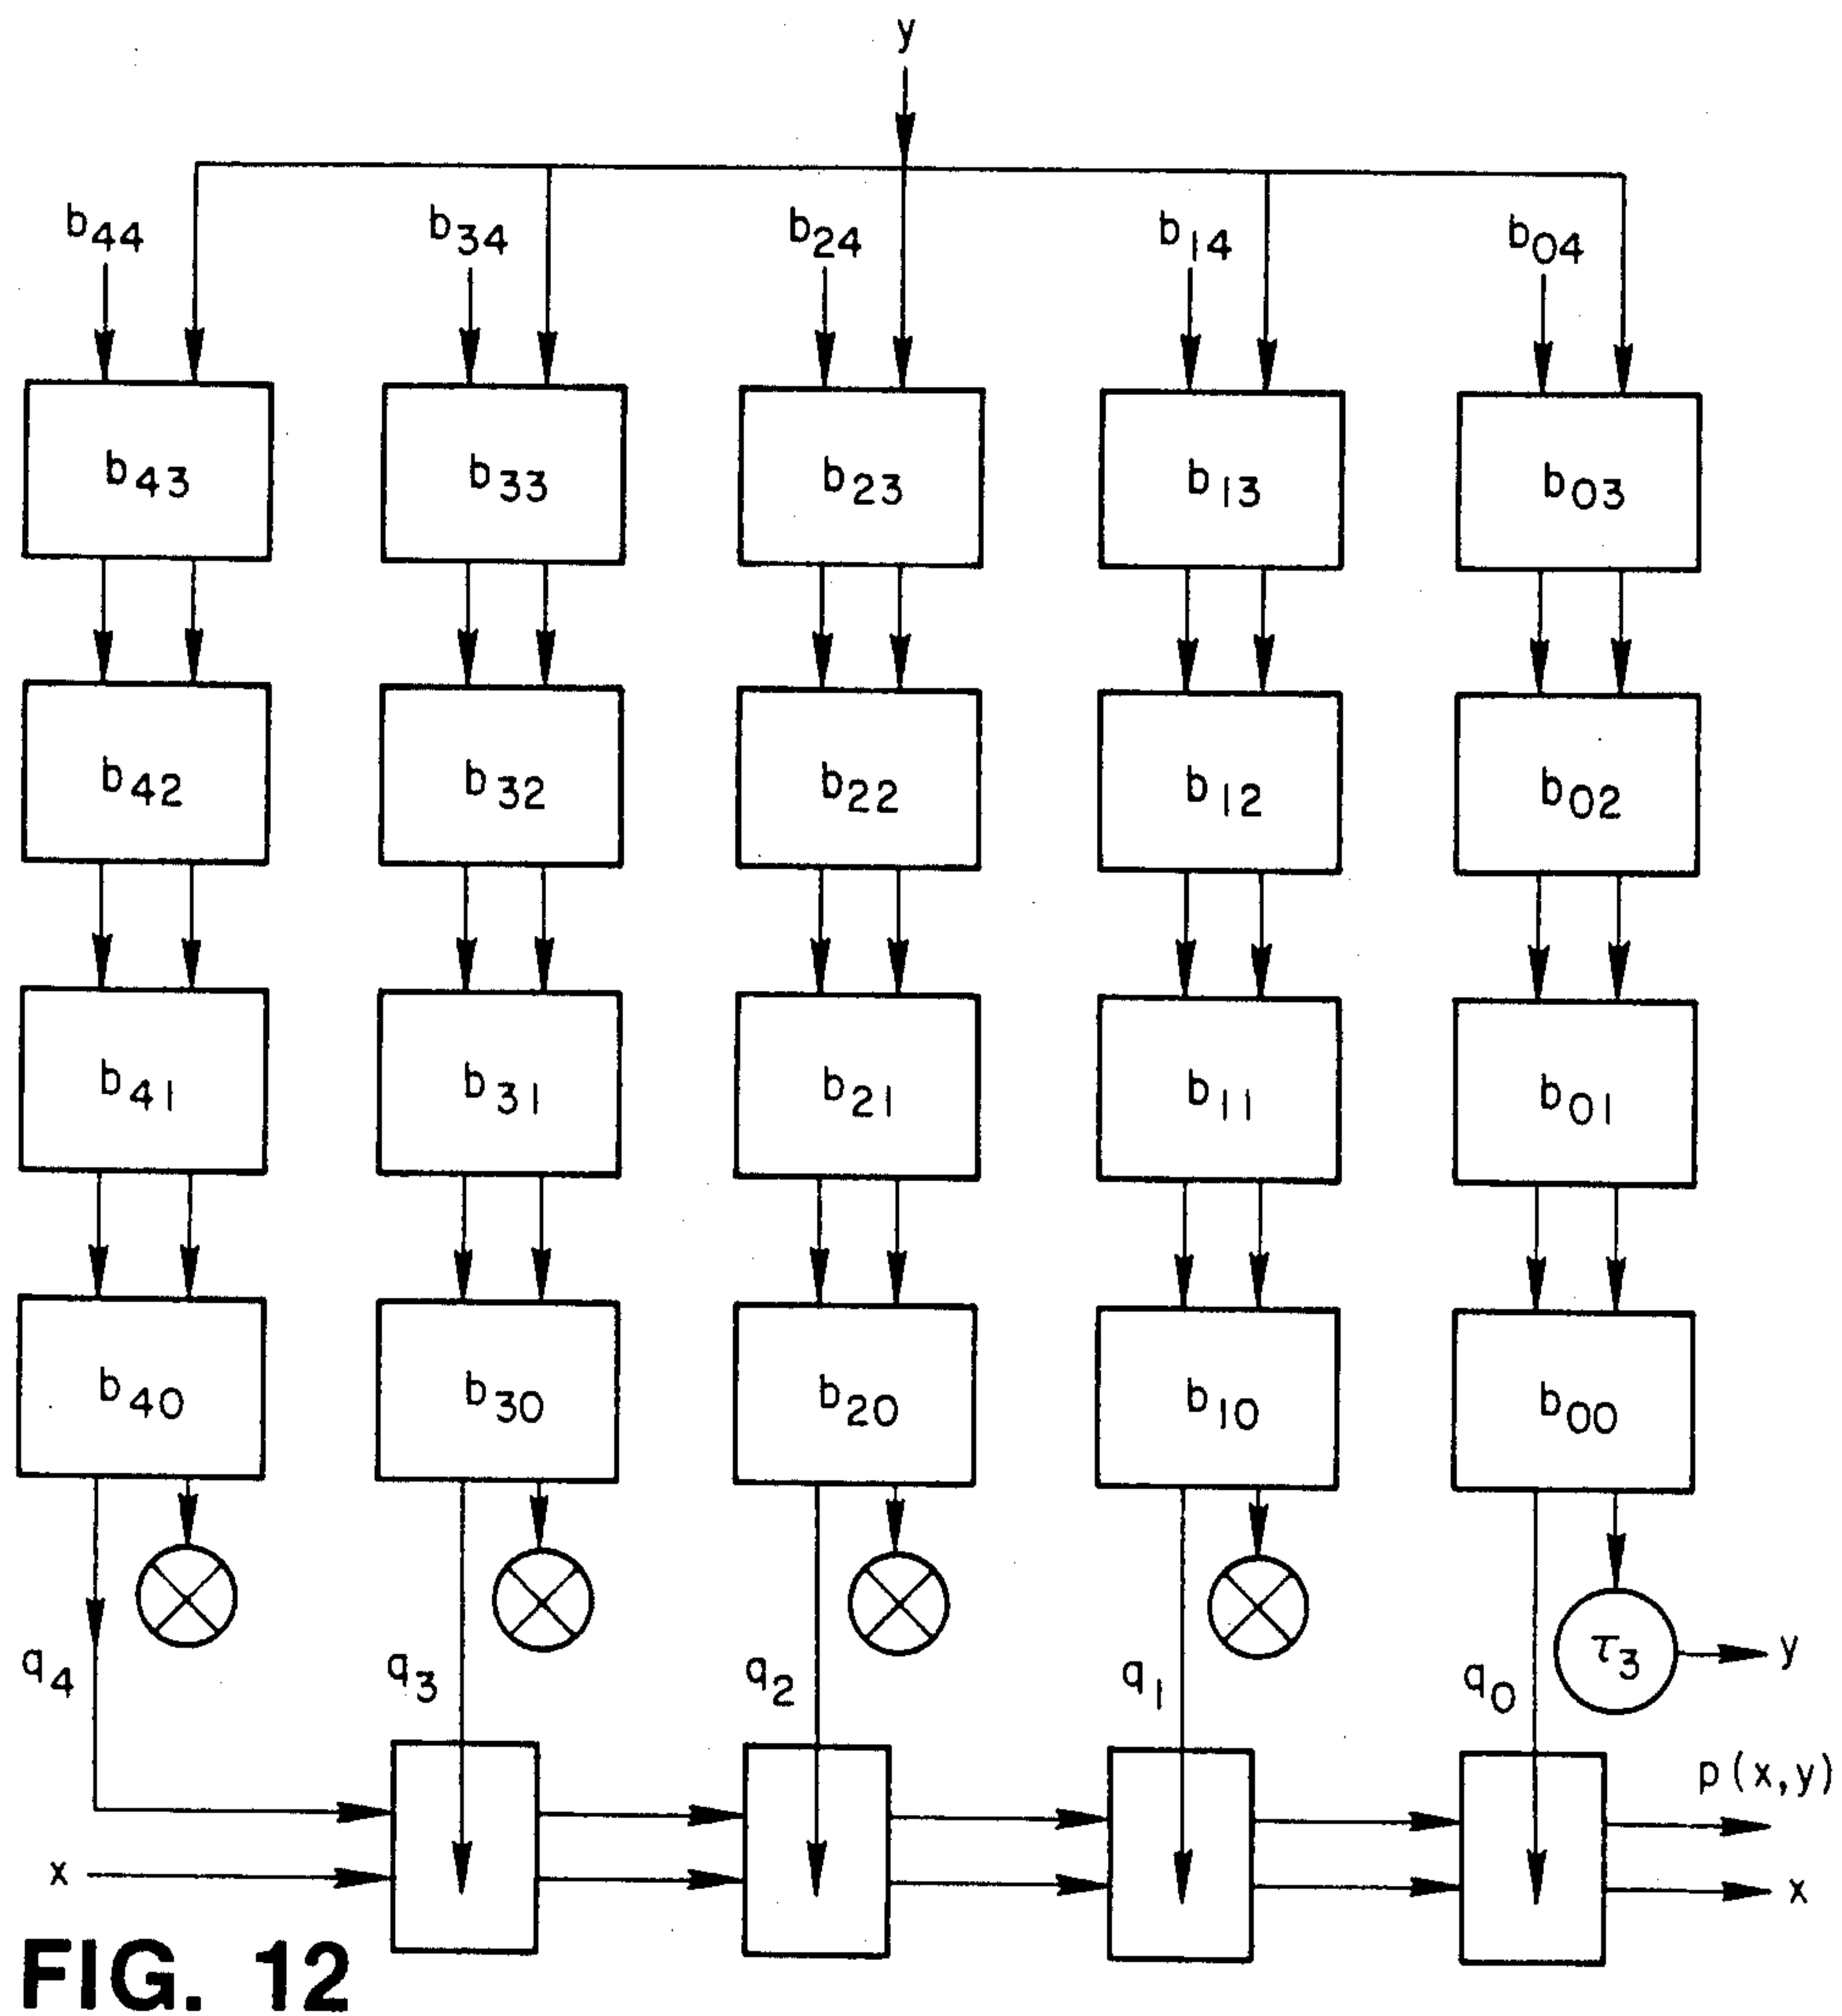 y
b44 b34 b24 b14 b04
b43 b33 b23 b13 b03
b42 b32 b22 b12 b02
b41 b31 b21 b11 b01
b40 b30 b20 b10 b00
q4 q3 q2 q1 q0 τ3 y
p(x,y)
x x
FIG. 12